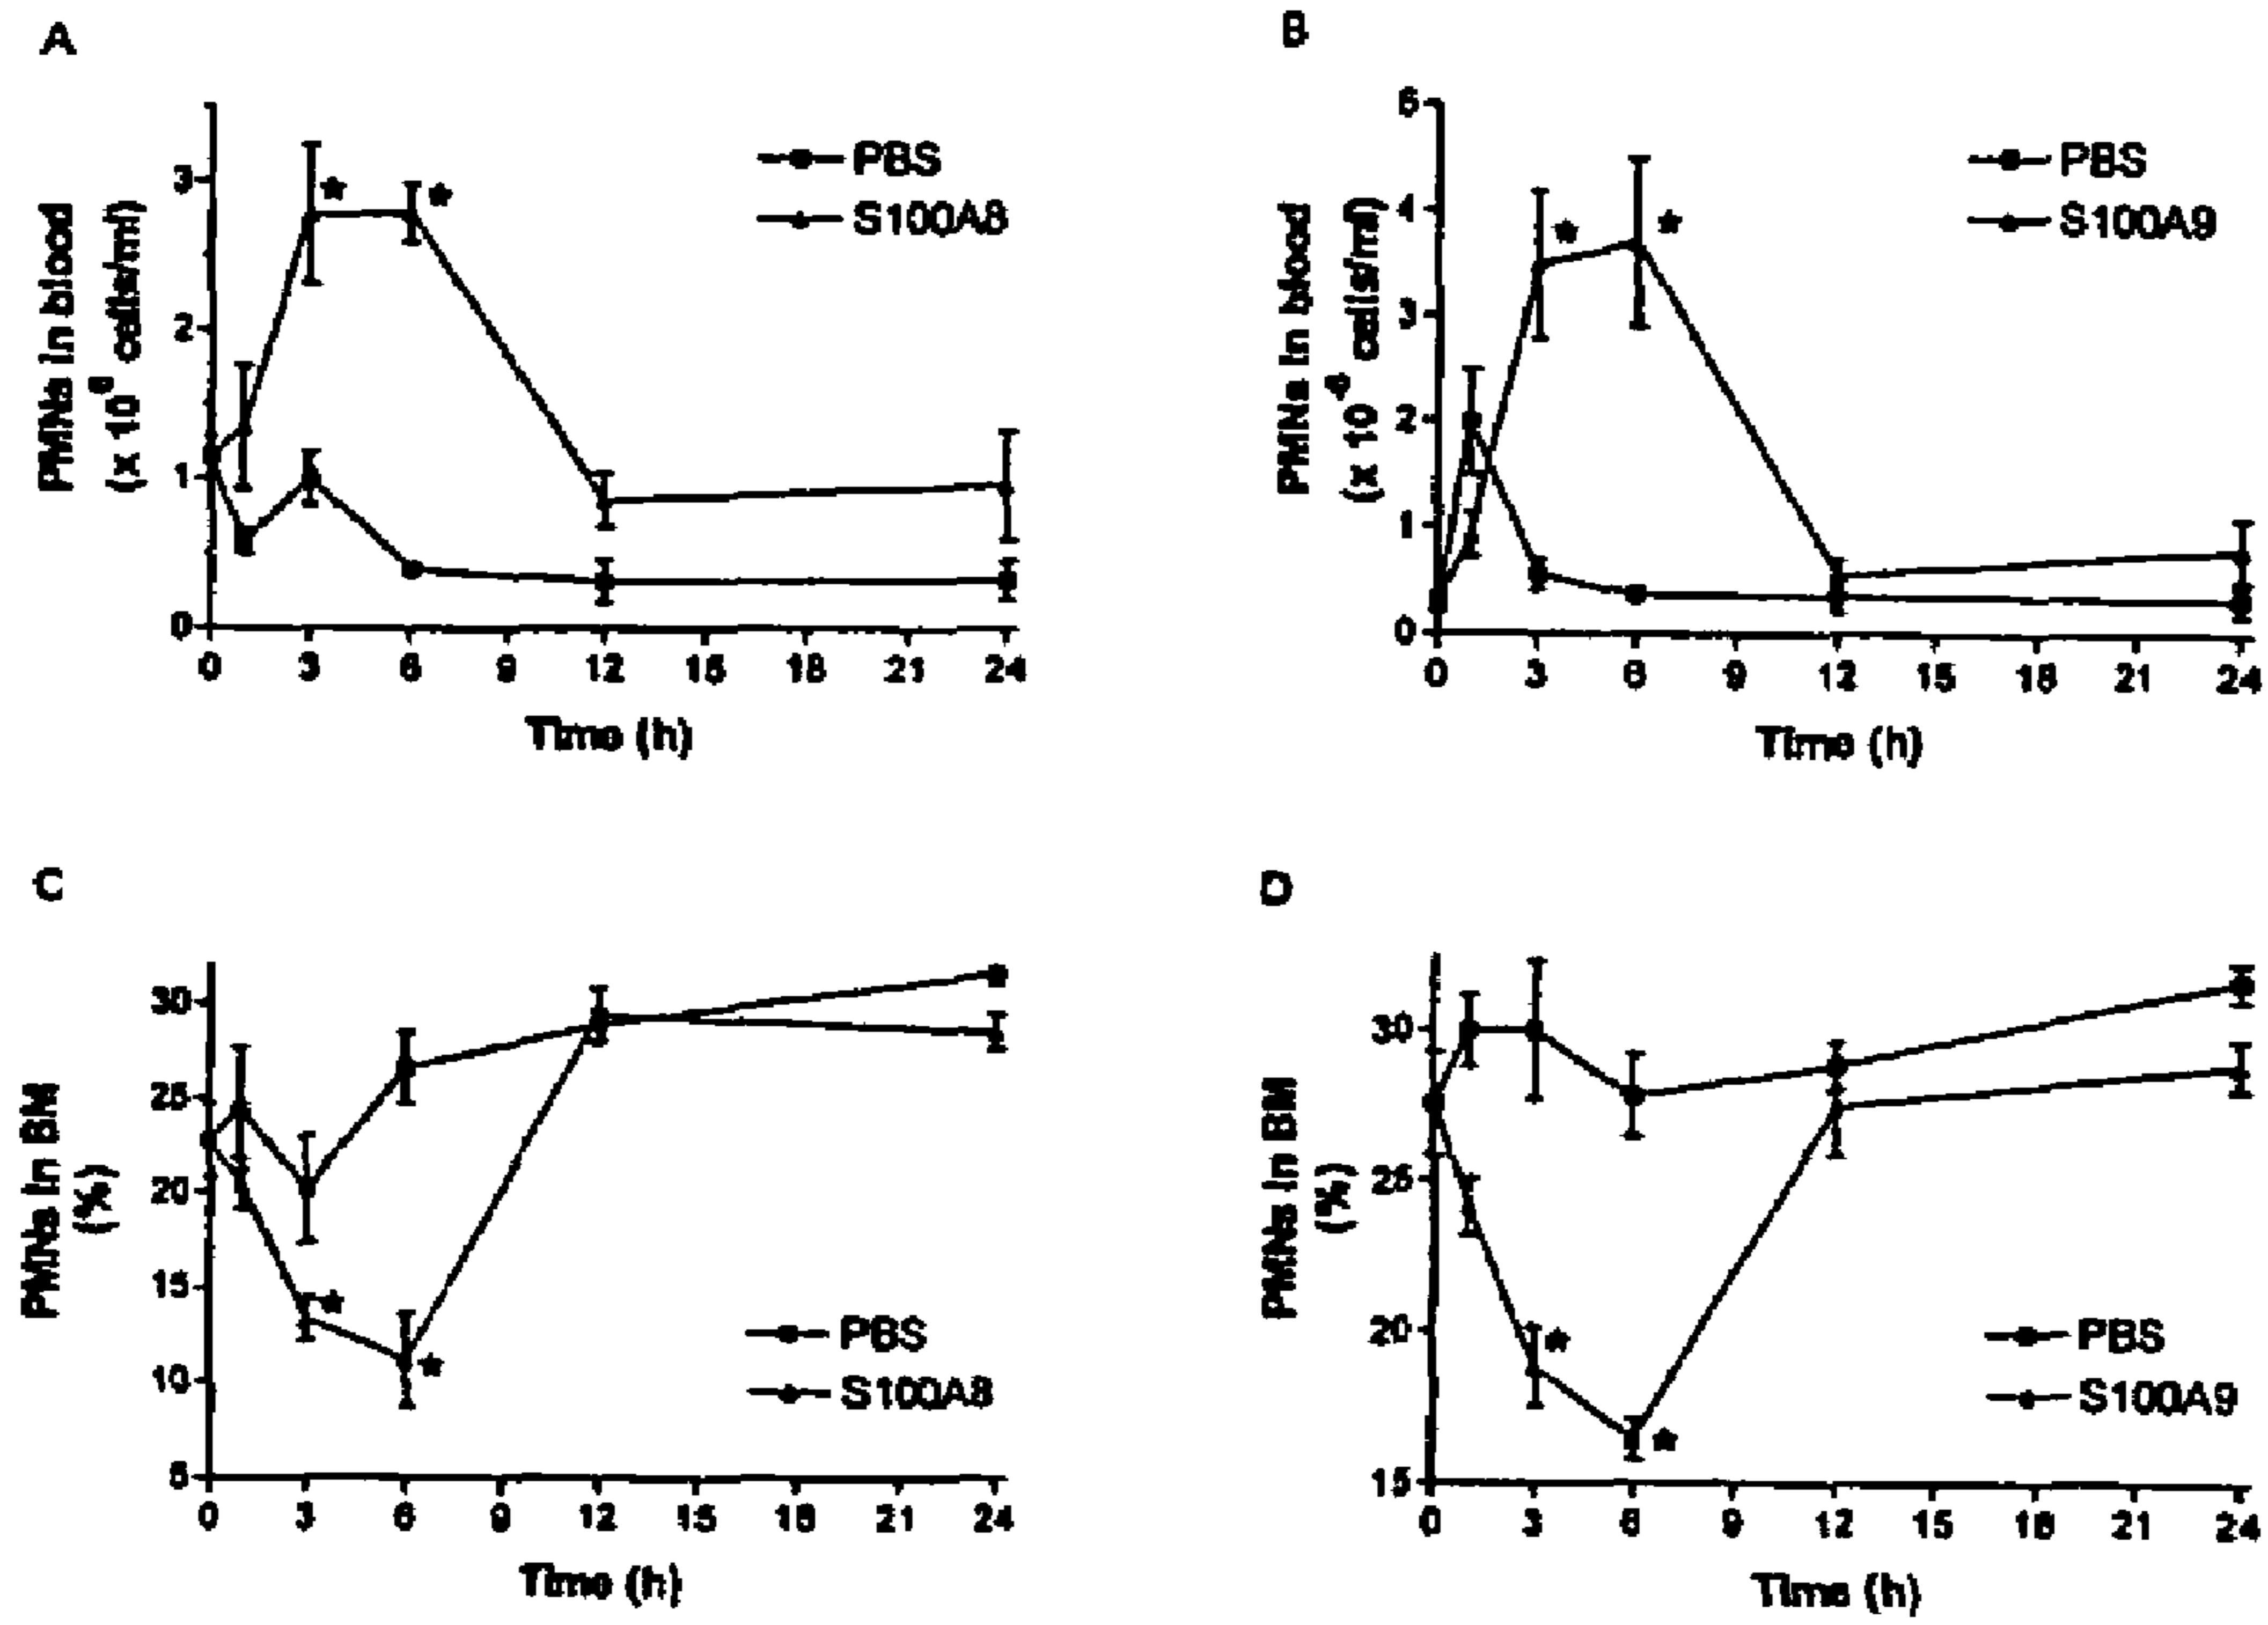 A
3
2
1
0
PMNs in blood
(x 10⁶ cells/ml)
PBS
S100A8
0 3 6 9 12 15 18 21 24
Time (h)
B
5
4
3
2
1
0
PMNs in blood
(x 10⁶ cells/ml)
PBS
S100A9
0 3 6 9 12 15 18 21 24
Time (h)
C
30
25
20
15
10
5
PMNs in BM
(%)
PBS
S100A8
0 3 6 9 12 15 18 21 24
Time (h)
D
30
25
20
15
PMNs in BM
(%)
PBS
S100A9
0 3 6 9 12 15 18 21 24
Time (h)